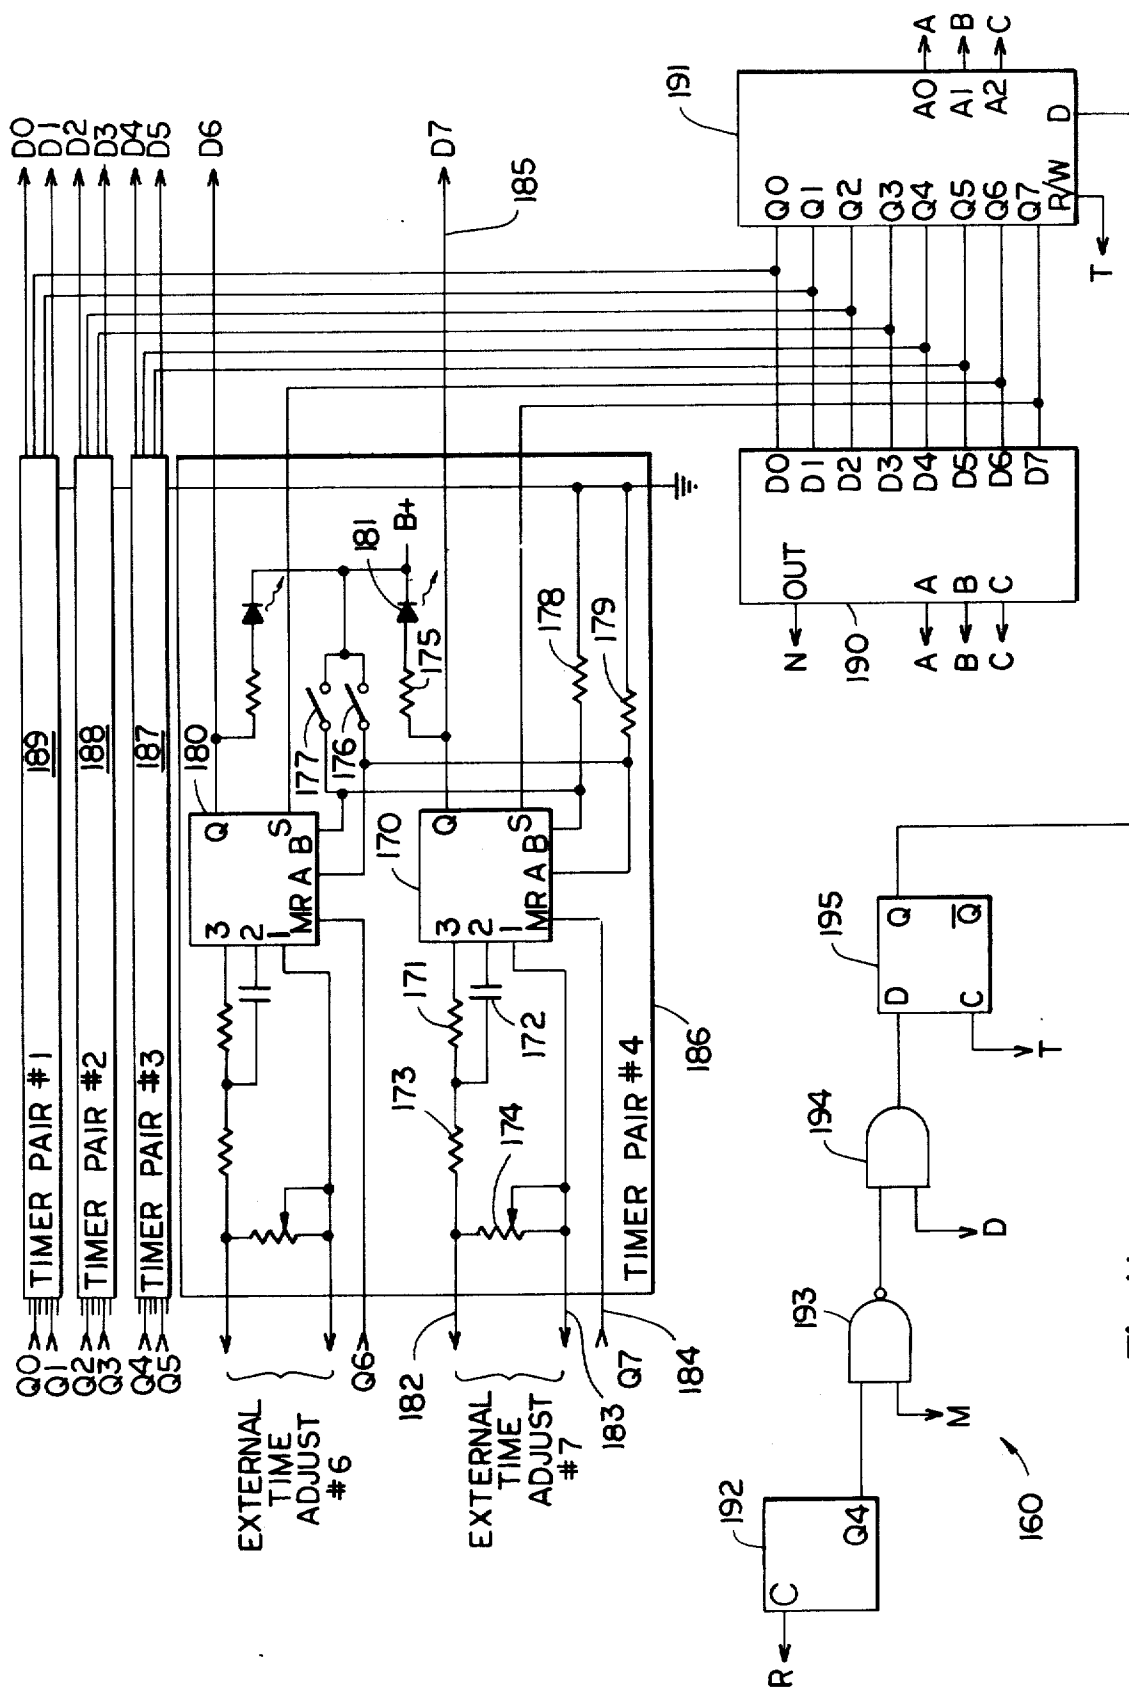 Q0
Q1
Q2
Q3
Q4
Q5
TIMER PAIR #1
189
TIMER PAIR #2
188
TIMER PAIR #3
187
D0
D1
D2
D3
D4
D5
D6
D7
185
EXTERNAL
TIME
ADJUST
#6
Q6
180
3
2
1
Q
S
MR A B
177
176
175
181
B+
178
179
EXTERNAL
TIME
ADJUST
#7
182
183
Q7
184
173
174
171
172
170
3
2
1
Q
S
MR A B
TIMER PAIR #4
186
N
OUT
A
B
C
A
B
C
190
D0
D1
D2
D3
D4
D5
D6
D7
191
Q0
Q1
Q2
Q3
Q4
Q5
Q6
Q7
R/W
D
A0
A1
A2
A
B
C
T
R
192
C
Q4
193
M
194
D
195
D
C
Q
Q̅
T
160